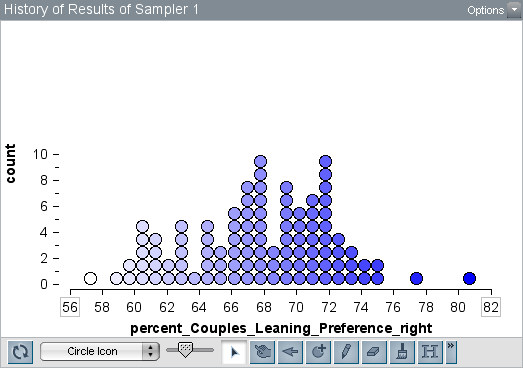 History of Results of Sampler 1
Options
count
10
8
6
4
2
0
56 58 60 62 64 66 68 70 72 74 76 78 80 82
percent_Couples_Leaning_Preference_right
Circle Icon